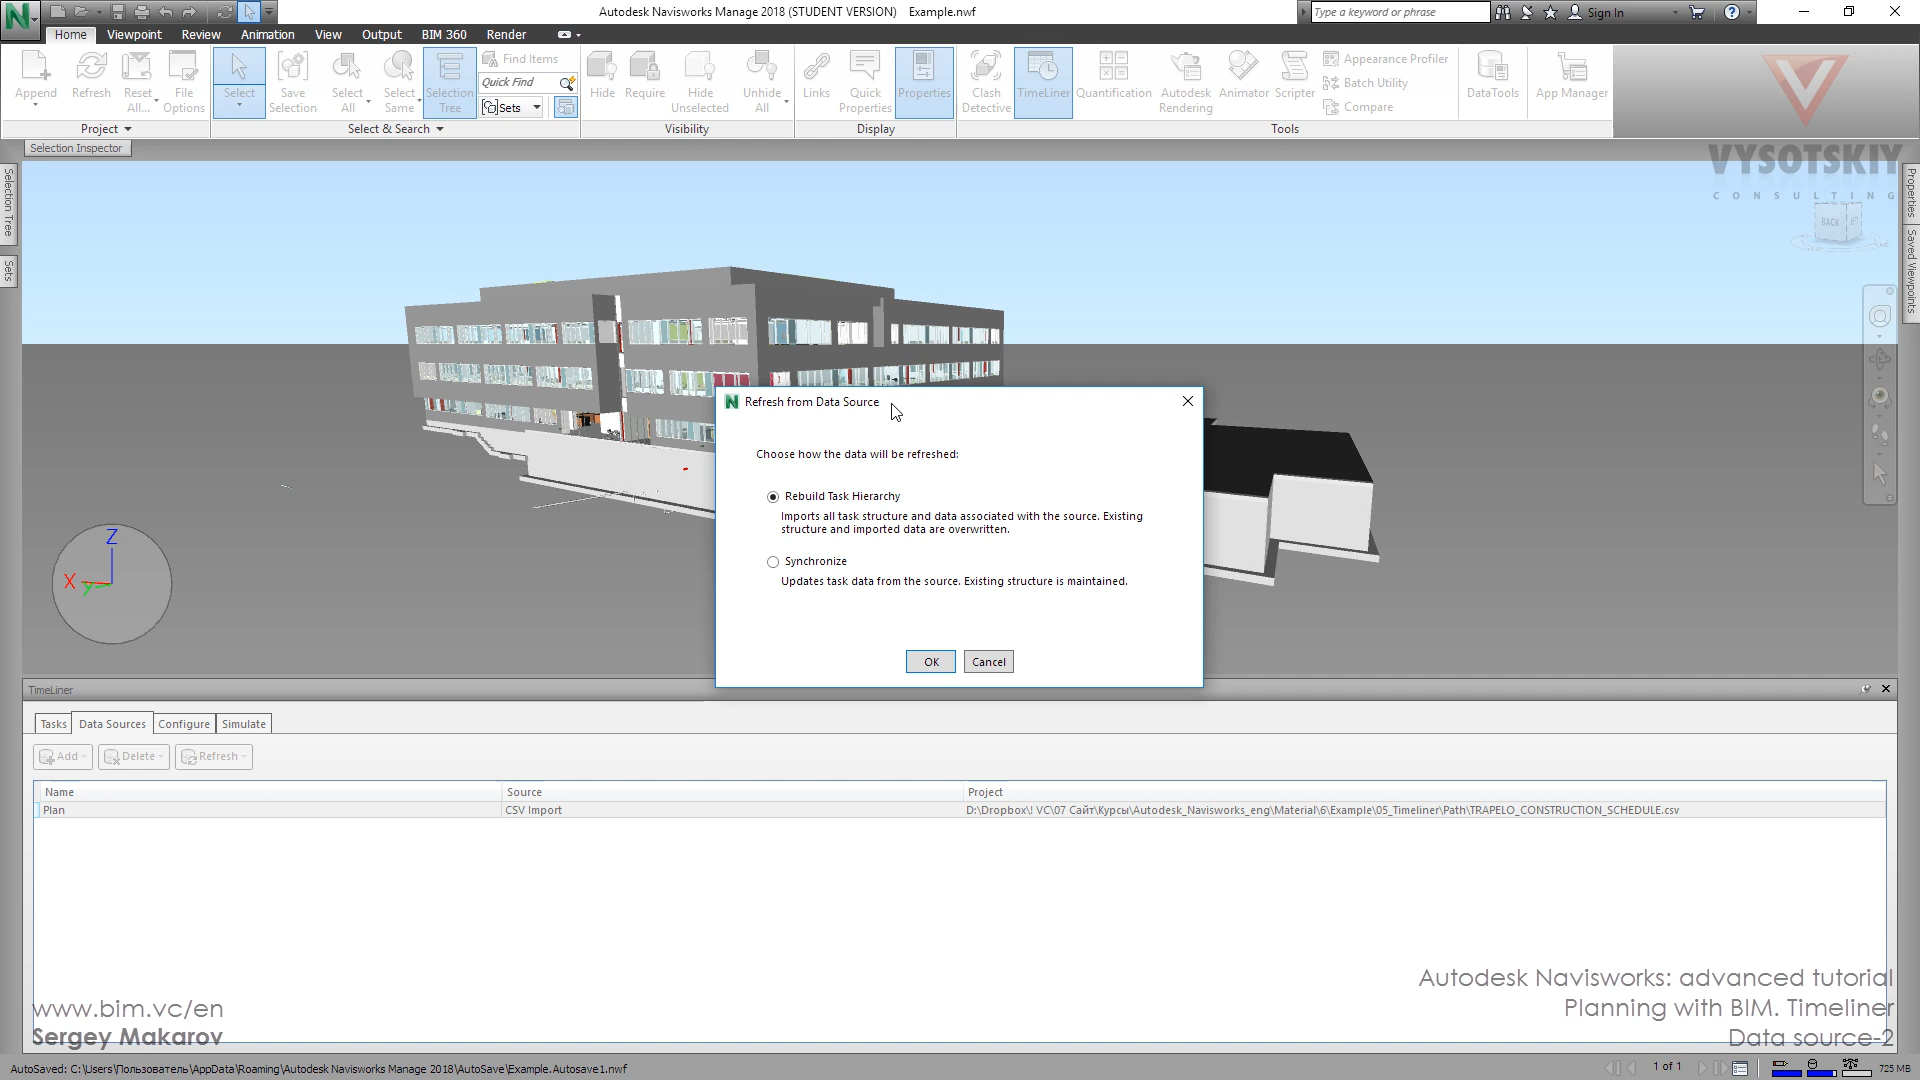 Autodesk Navisworks Manage 2018 (STUDENT VERSION) Example.nwf
Type a keyword or phrase
Sign In
Home Viewpoint Review Animation View Output BIM 360 Render
Append
Refresh
Reset All...
File Options
Select
Save Selection
Select All
Select Same
Selection Tree
Find Items
Quick Find
Sets
Hide
Require
Hide Unselected
Unhide All
Links
Quick Properties
Properties
Clash Detective
TimeLiner
Quantification
Autodesk Rendering
Animator
Scripter
Appearance Profiler
Batch Utility
Compare
DataTools
App Manager
Project
Select & Search
Visibility
Display
Tools
VYSOTSKIY
CONSULTING
Selection Inspector
Selection Tree
Sets
Properties
Saved Viewpoints
BACK
Z
X
Y
Refresh from Data Source
Choose how the data will be refreshed:
Rebuild Task Hierarchy
Imports all task structure and data associated with the source. Existing
structure and imported data are overwritten.
Synchronize
Updates task data from the source. Existing structure is maintained.
OK Cancel
TimeLiner
Tasks Data Sources Configure Simulate
Add Delete Refresh
Name Source Project
Plan CSV Import D:\Dropbox\! VC\07 Сайт\Курсы\Autodesk_Navisworks_eng\Material\6\Example\05_Timeliner\Path\TRAPELO_CONSTRUCTION_SCHEDULE.csv
www.bim.vc/en
Sergey Makarov
Autodesk Navisworks: advanced tutorial
Planning with BIM. Timeliner
Data source-2
AutoSaved: C:\Users\Пользователь\AppData\Roaming\Autodesk Navisworks Manage 2018\AutoSave\Example.Autosave1.nwf
1 of 1
725 MB